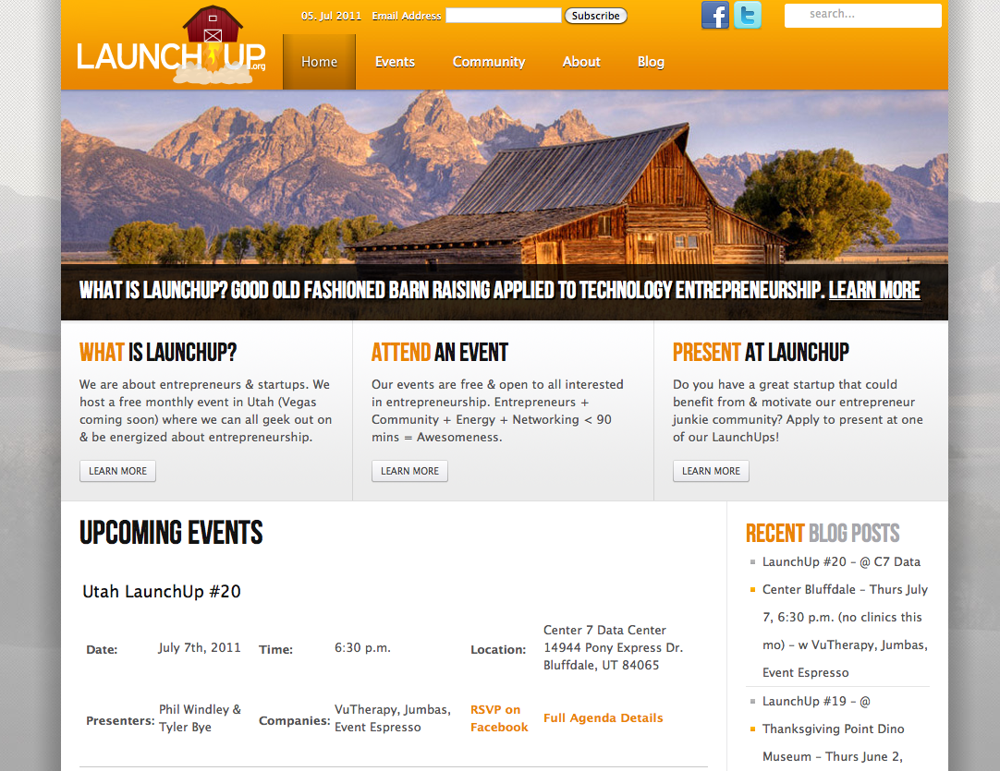 05. Jul 2011 Email Address Subscribe
search...
LAUNCHUP.org
Home Events Community About Blog
WHAT IS LAUNCHUP? GOOD OLD FASHIONED BARN RAISING APPLIED TO TECHNOLOGY ENTREPRENEURSHIP. LEARN MORE
WHAT IS LAUNCHUP?
We are about entrepreneurs & startups. We
host a free monthly event in Utah (Vegas
coming soon) where we can all geek out on
& be energized about entrepreneurship.
LEARN MORE
ATTEND AN EVENT
Our events are free & open to all interested
in entrepreneurship. Entrepreneurs +
Community + Energy + Networking < 90
mins = Awesomeness.
LEARN MORE
PRESENT AT LAUNCHUP
Do you have a great startup that could
benefit from & motivate our entrepreneur
junkie community? Apply to present at one
of our LaunchUps!
LEARN MORE
UPCOMING EVENTS
Utah LaunchUp #20
Date: July 7th, 2011 Time: 6:30 p.m. Location:
Center 7 Data Center
14944 Pony Express Dr.
Bluffdale, UT 84065
Presenters:
Phil Windley &
Tyler Bye
Companies:
VuTherapy, Jumbas,
Event Espresso
RSVP on
Facebook
Full Agenda Details
RECENT BLOG POSTS
LaunchUp #20 – @ C7 Data
Center Bluffdale – Thurs July
7, 6:30 p.m. (no clinics this
mo) – w VuTherapy, Jumbas,
Event Espresso
LaunchUp #19 – @
Thanksgiving Point Dino
Museum – Thurs June 2,